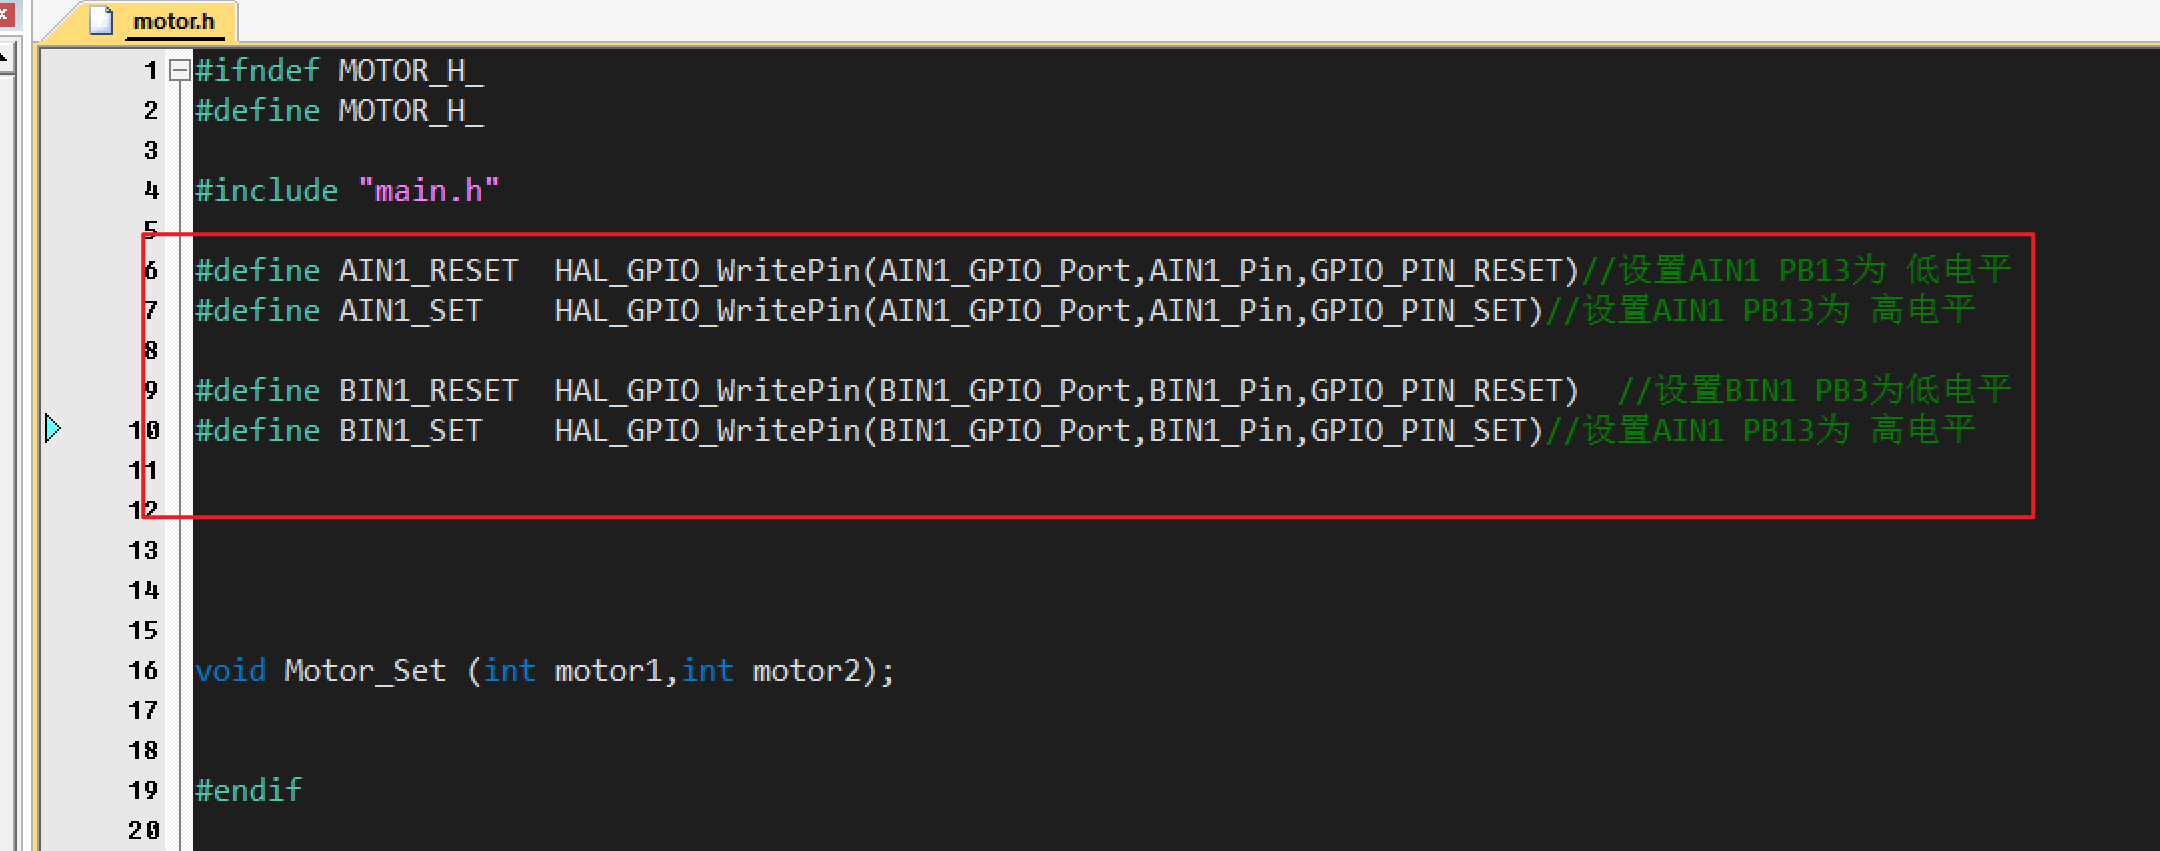 motor.h
1 #ifndef MOTOR_H_
2 #define MOTOR_H_
3
4 #include "main.h"
5
6 #define AIN1_RESET  HAL_GPIO_WritePin(AIN1_GPIO_Port,AIN1_Pin,GPIO_PIN_RESET)//设置AIN1 PB13为 低电平
7 #define AIN1_SET    HAL_GPIO_WritePin(AIN1_GPIO_Port,AIN1_Pin,GPIO_PIN_SET)//设置AIN1 PB13为 高电平
8
9 #define BIN1_RESET  HAL_GPIO_WritePin(BIN1_GPIO_Port,BIN1_Pin,GPIO_PIN_RESET)  //设置BIN1 PB3为低电平
10 #define BIN1_SET    HAL_GPIO_WritePin(BIN1_GPIO_Port,BIN1_Pin,GPIO_PIN_SET)//设置AIN1 PB13为 高电平
11
12
13
14
15
16 void Motor_Set (int motor1,int motor2);
17
18
19 #endif
20